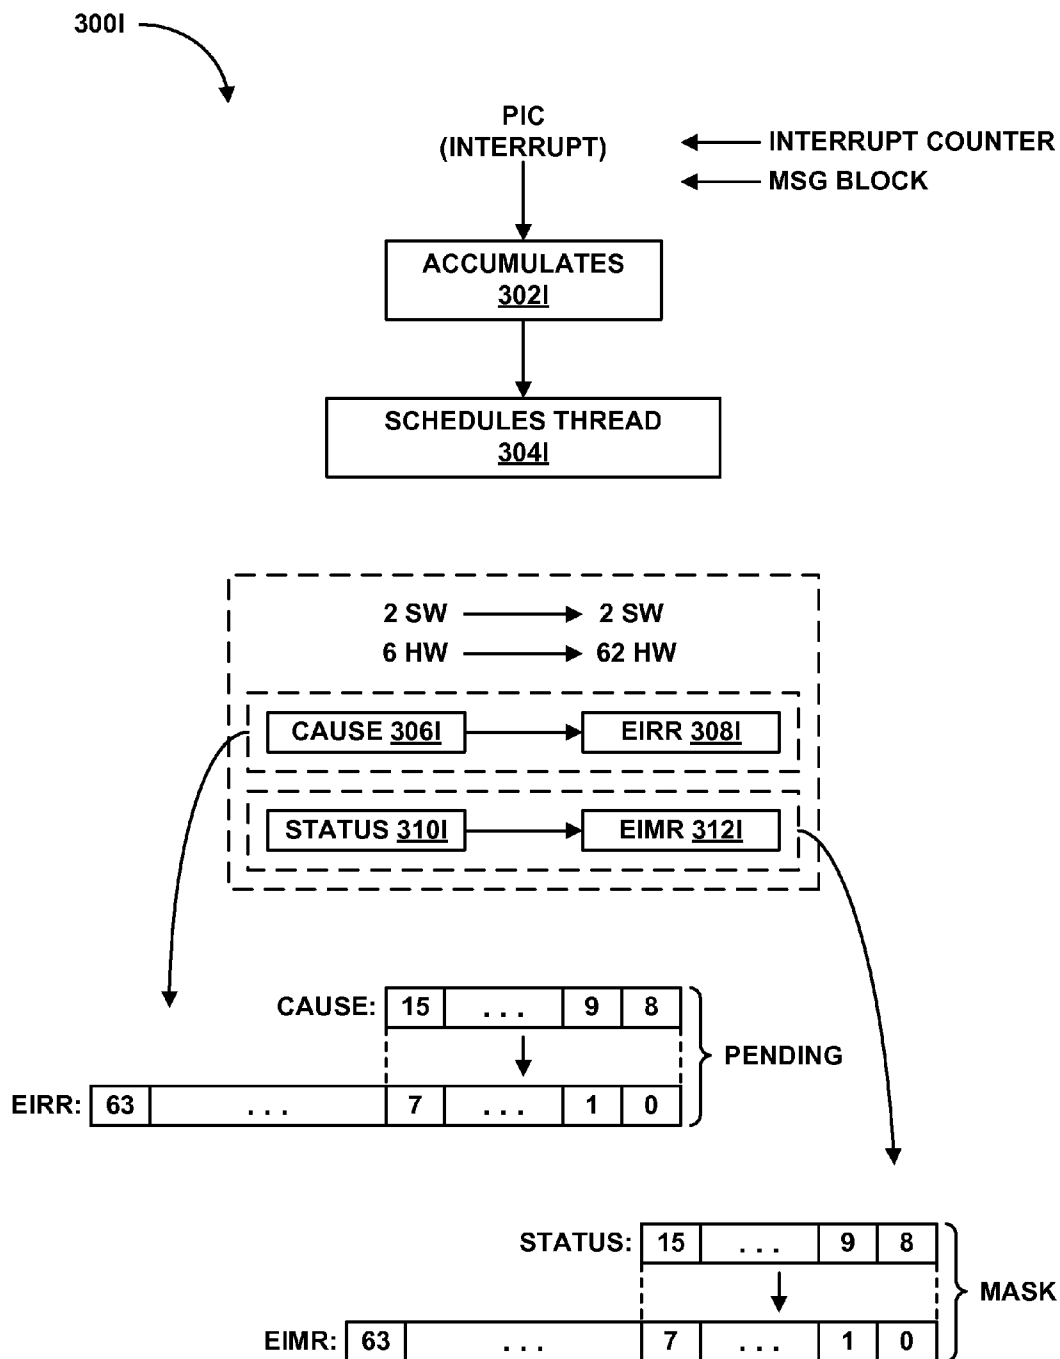 300I
PIC
(INTERRUPT)
INTERRUPT COUNTER
MSG BLOCK
ACCUMULATES
302I
SCHEDULES THREAD
304I
2 SW 2 SW
6 HW 62 HW
CAUSE 306I EIRR 308I
STATUS 310I EIMR 312I
CAUSE: 15 ... 9 8
PENDING
EIRR: 63 ... 7 ... 1 0
STATUS: 15 ... 9 8
MASK
EIMR: 63 ... 7 ... 1 0